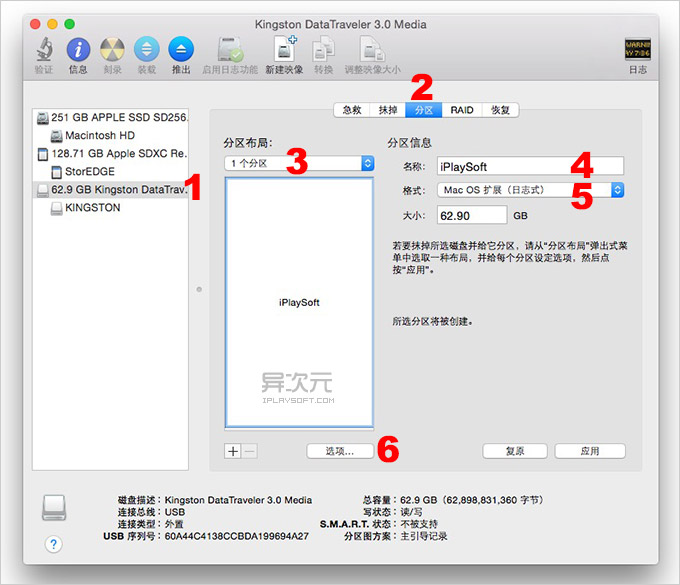 Kingston DataTraveler 3.0 Media
验证 信息 刻录 装载 推出 启用日志功能 新建映像 转换 调整映像大小 日志
WARNIN
AY 7:86
2
急救 抹掉 分区 RAID 恢复
251 GB APPLE SSD SD256...
Macintosh HD
128.71 GB Apple SDXC Re...
StorEDGE
62.9 GB Kingston DataTrav...
1
KINGSTON
分区布局：
3
1 个分区
iPlaySoft
异次元
IPLAYSOFT.COM
+ −
选项...
6
分区信息
名称： iPlaySoft
4
格式： Mac OS 扩展（日志式）
5
大小： 62.90 GB
若要抹掉所选磁盘并给它分区，请从“分区布局”弹出式菜
单中选取一种布局，并给每个分区设定选项，然后点
按“应用”。
所选分区将被创建。
复原 应用
磁盘描述：Kingston DataTraveler 3.0 Media
连接总线：USB
连接类型：外置
USB 序列号：60A44C4138CCBDA199694A27
总容量：62.9 GB（62,898,831,360 字节）
写状态：读/写
S.M.A.R.T. 状态：不被支持
分区图方案：主引导记录
?